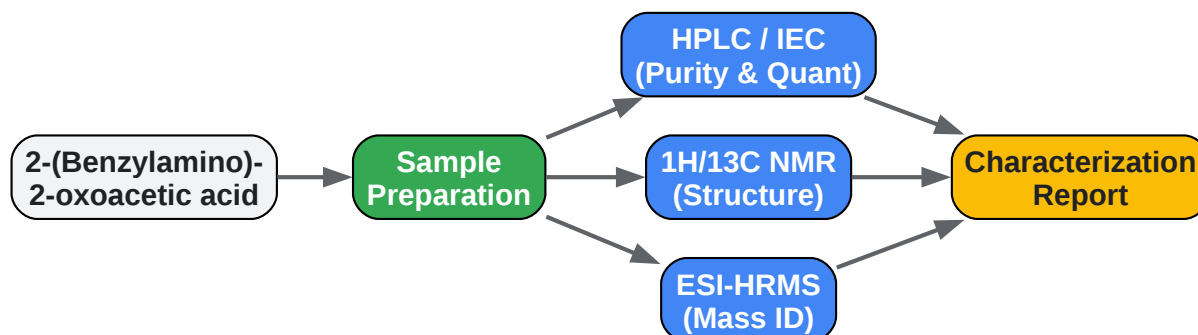 2-(Benzylamino)-
2-oxoacetic acid
Sample
Preparation
HPLC / IEC
(Purity & Quant)
1H/13C NMR
(Structure)
ESI-HRMS
(Mass ID)
Characterization
Report